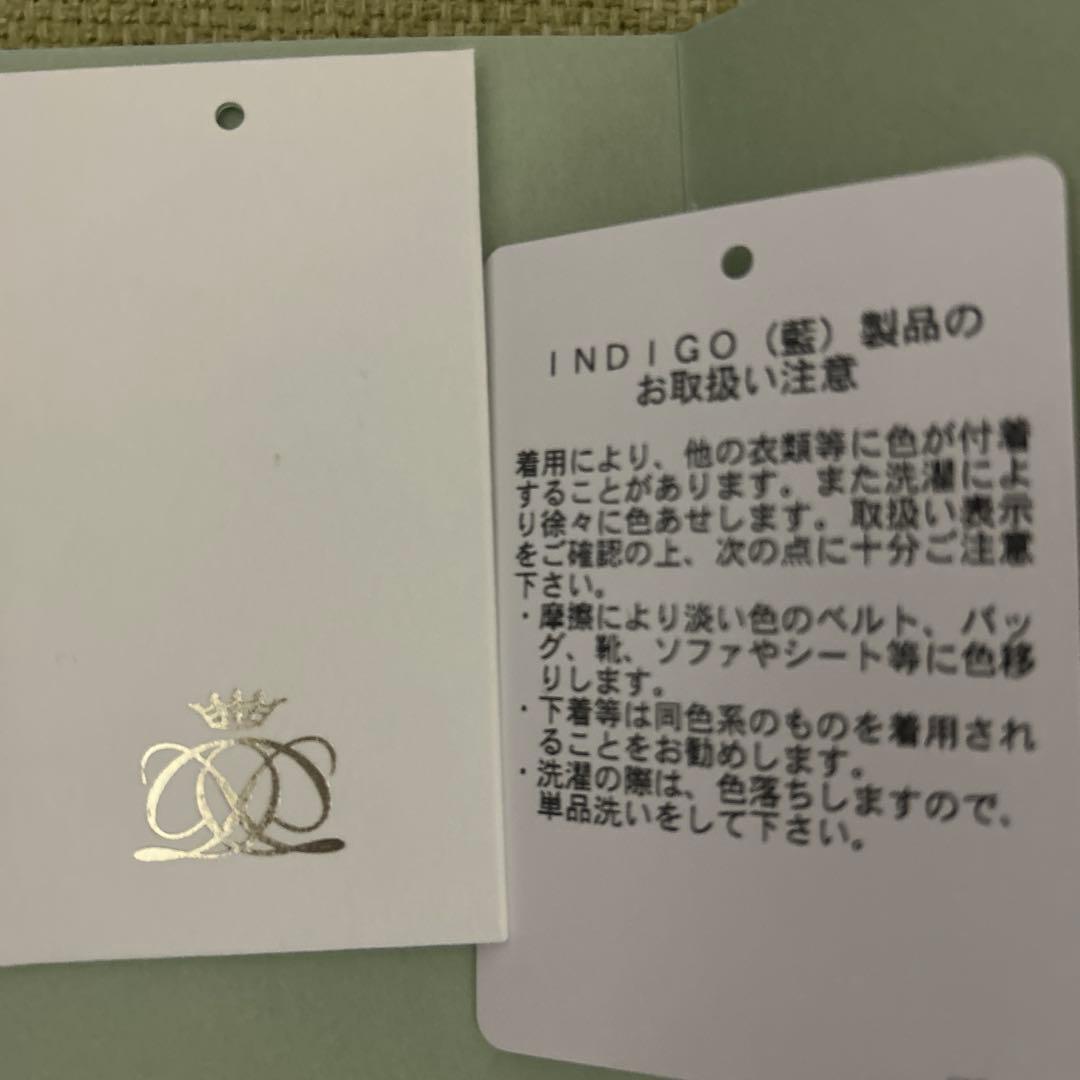 INDIGO（藍）製品の
お取扱い注意
着用により、他の衣類等に色が付着
することがあります。また洗濯によ
り徐々に色あせします。取扱い表示
をご確認の上、次の点に十分ご注意
下さい。
・摩擦により淡い色のベルト、バッ
グ、靴、ソファやシート等に色移
りします。
・下着等は同色系のものを着用され
ることをお勧めします。
・洗濯の際は、色落ちしますので、
単品洗いをして下さい。